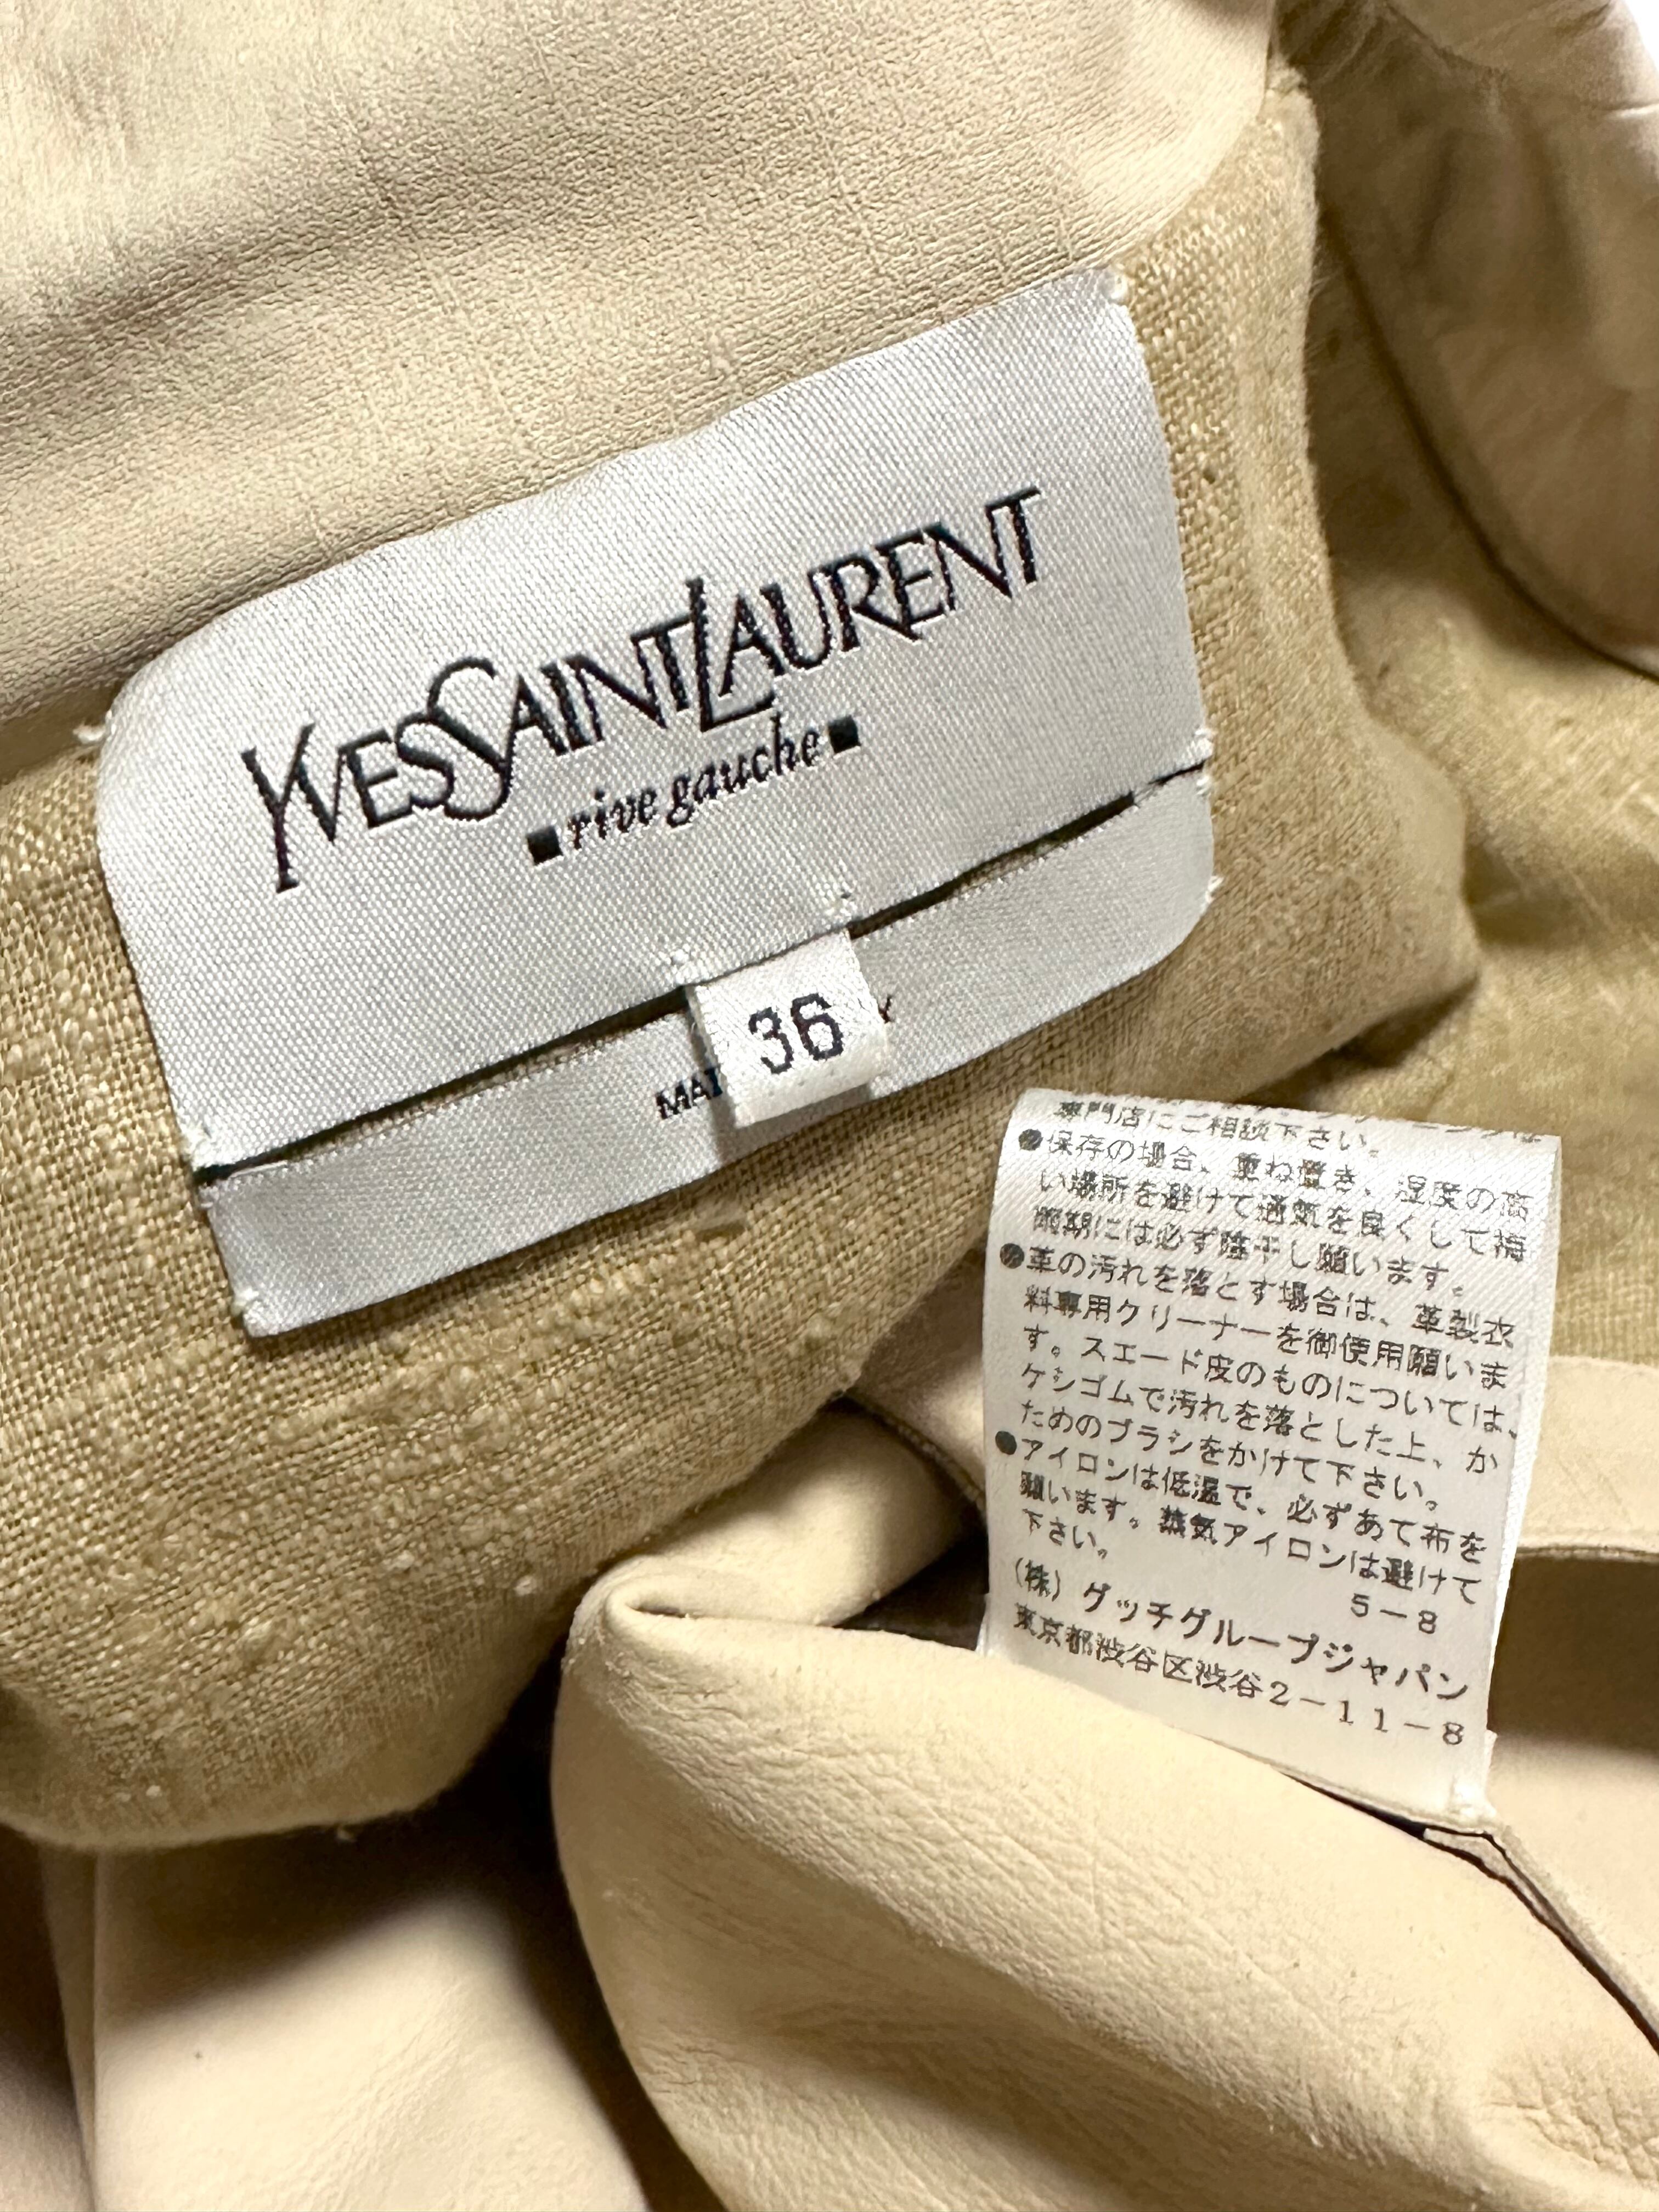 YVESSAINTLAURENT
rive gauche
36
専門店にご相談下さい。
●保存の場合、重ね置き、湿度の高
い場所を避けて通気を良くして梅
雨期には必ず陰干し願います。
●革の汚れを落とす場合は、革製衣
料専用クリーナーを御使用願いま
す。スエード皮のものについては、
ケシゴムで汚れを落とした上、か
ためのブラシをかけて下さい。
●アイロンは低温で、必ずあて布を
願います。蒸気アイロンは避けて
下さい。
5-8
(株)グッチグループジャパン
東京都渋谷区渋谷2-11-8